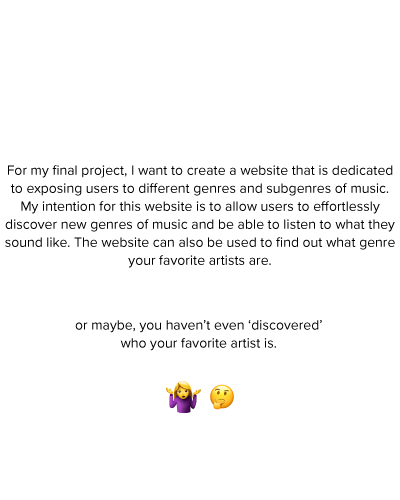 For my final project, I want to create a website that is dedicated
to exposing users to different genres and subgenres of music.
My intention for this website is to allow users to effortlessly
discover new genres of music and be able to listen to what they
sound like. The website can also be used to find out what genre
your favorite artists are.
or maybe, you haven’t even ‘discovered’
who your favorite artist is.
🤷‍♀️ 🤔